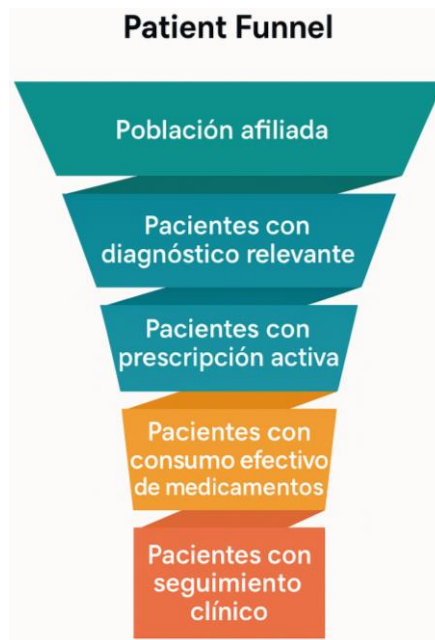 Patient Funnel
Población afiliada
Pacientes con
diagnóstico relevante
Pacientes con
prescripción activa
Pacientes con
consumo efectivo
de medicamentos
Pacientes con
seguimiento
clínico